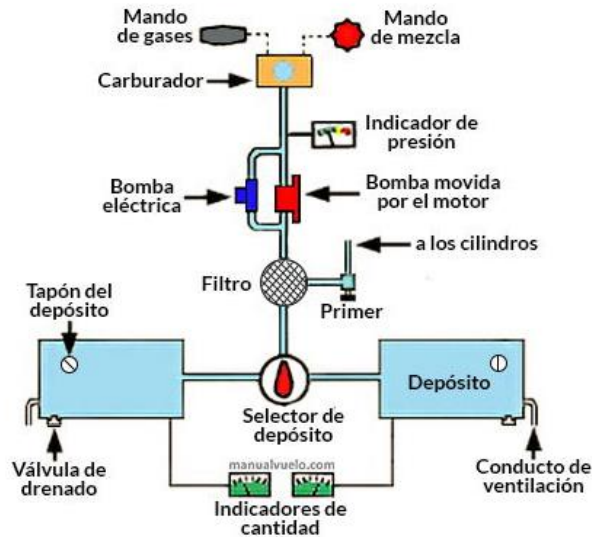 Mando
de gases
Mando
de mezcla
Carburador
Indicador de
presión
Bomba
eléctrica
Bomba movida
por el motor
a los cilindros
Filtro
Primer
Tapón del
depósito
Depósito
Selector de
depósito
Válvula de
drenado
manualvuelo.com
Conducto de
ventilación
Indicadores de
cantidad